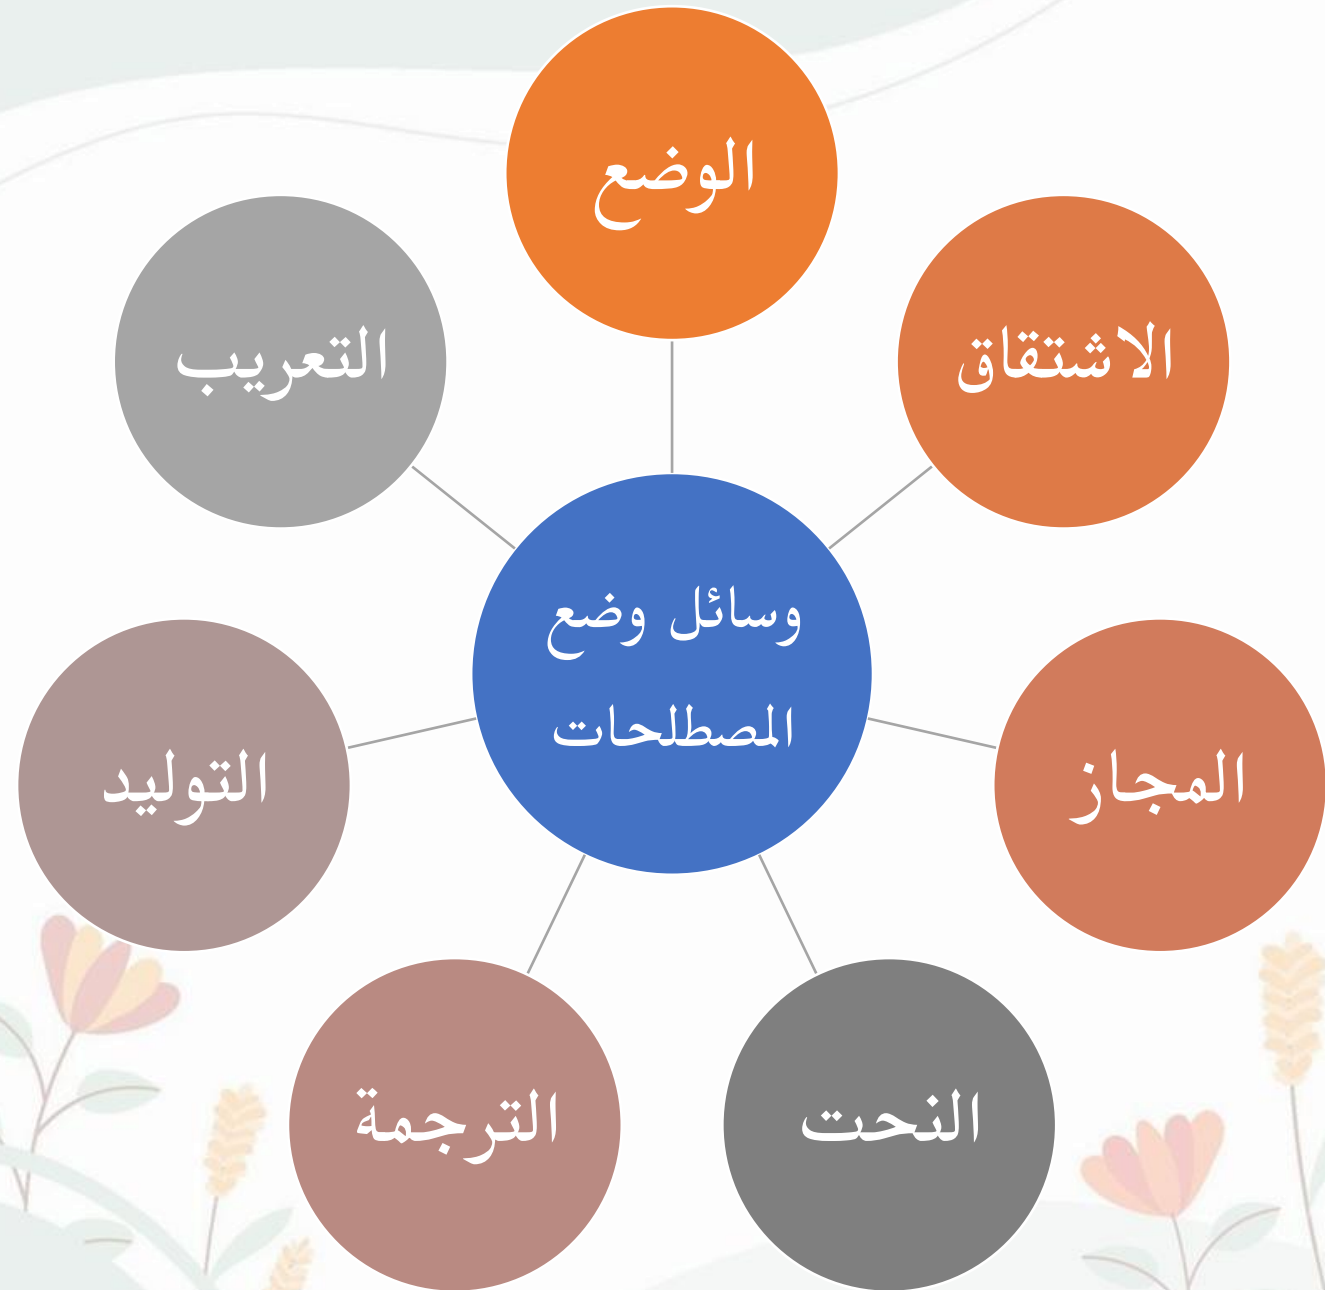 الوضع
الاشتقاق
المجاز
النحت
الترجمة
التوليد
التعريب
وسائل وضع
المصطلحات